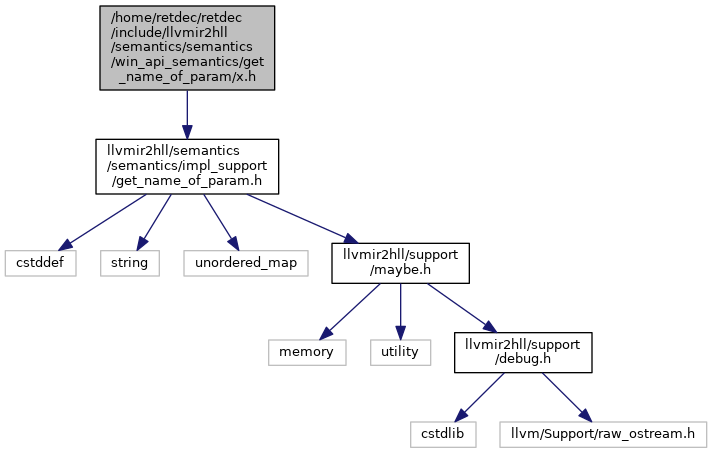 /home/retdec/retdec
/include/llvmir2hll
/semantics/semantics
/win_api_semantics/get
_name_of_param/x.h
llvmir2hll/semantics
/semantics/impl_support
/get_name_of_param.h
cstddef
string
unordered_map
llvmir2hll/support
/maybe.h
memory
utility
llvmir2hll/support
/debug.h
cstdlib
llvm/Support/raw_ostream.h